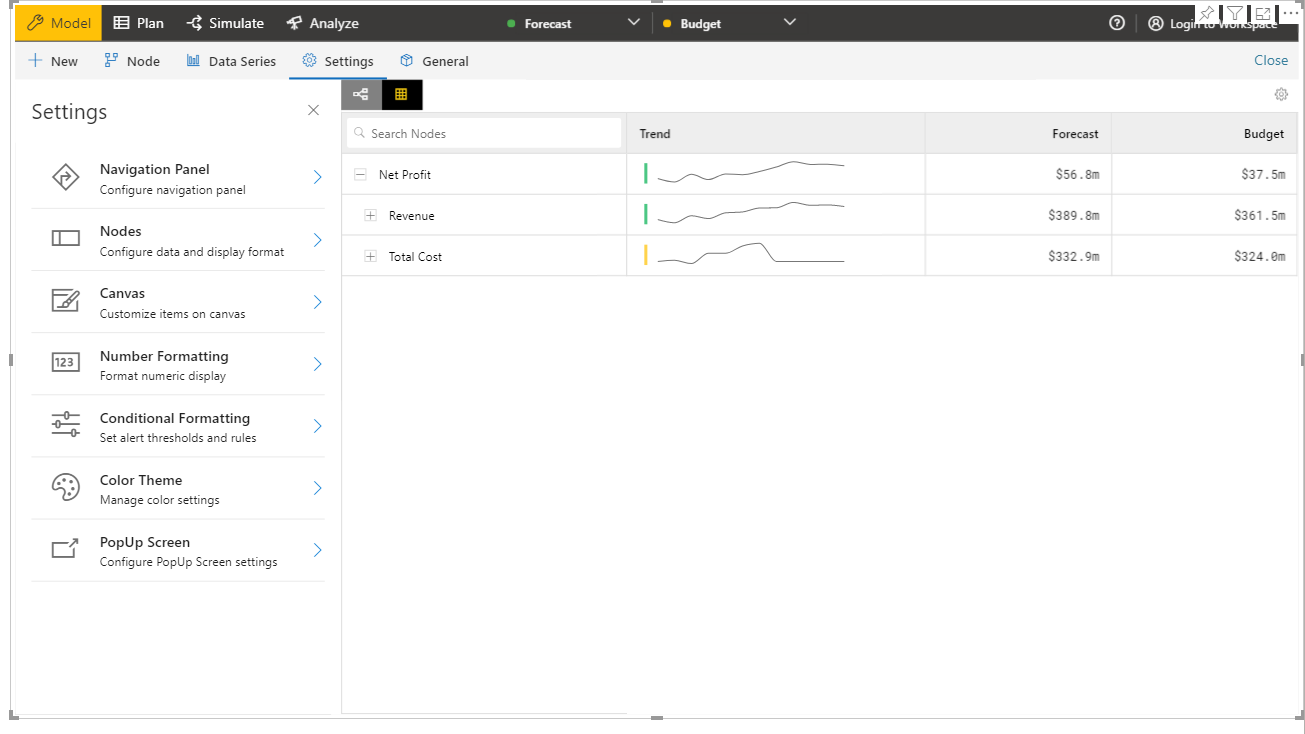 Model Plan Simulate Analyze Forecast Budget Login to Workspace
New Node Data Series Settings General Close
Settings
Navigation Panel
Configure navigation panel
Nodes
Configure data and display format
Canvas
Customize items on canvas
123
Number Formatting
Format numeric display
Conditional Formatting
Set alert thresholds and rules
Color Theme
Manage color settings
PopUp Screen
Configure PopUp Screen settings
Search Nodes Trend Forecast Budget
Net Profit $56.8m $37.5m
Revenue $389.8m $361.5m
Total Cost $332.9m $324.0m